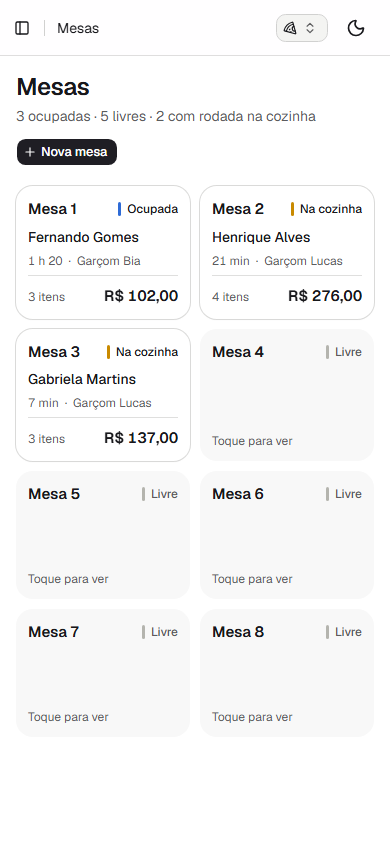 Mesas
Mesas
3 ocupadas · 5 livres · 2 com rodada na cozinha
+ Nova mesa
Mesa 1 Ocupada
Fernando Gomes
1 h 20 · Garçom Bia
3 itens R$ 102,00
Mesa 2 Na cozinha
Henrique Alves
21 min · Garçom Lucas
4 itens R$ 276,00
Mesa 3 Na cozinha
Gabriela Martins
7 min · Garçom Lucas
3 itens R$ 137,00
Mesa 4 Livre
Toque para ver
Mesa 5 Livre
Toque para ver
Mesa 6 Livre
Toque para ver
Mesa 7 Livre
Toque para ver
Mesa 8 Livre
Toque para ver